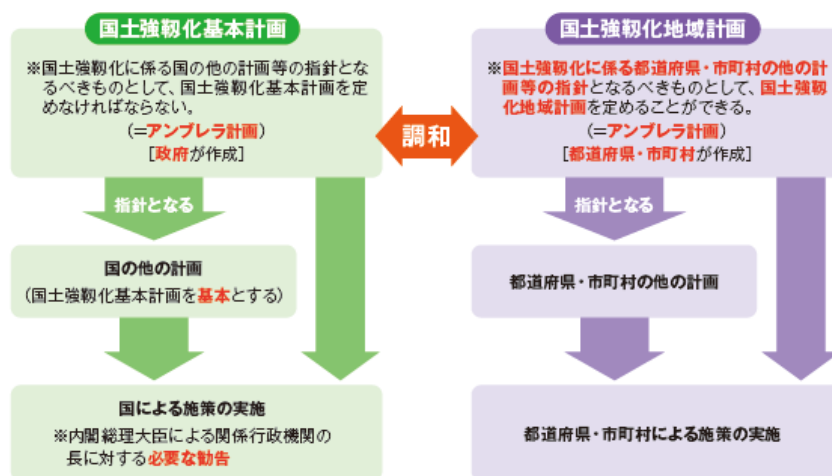 国土強靱化基本計画
※国土強靱化に係る国の他の計画等の指針とな
るべきものとして、国土強靱化基本計画を定
めなければならない。
(=アンブレラ計画)
[政府が作成]
指針となる
国の他の計画
(国土強靱化基本計画を基本とする)
国による施策の実施
※内閣総理大臣による関係行政機関の
長に対する必要な勧告
調和
国土強靱化地域計画
※国土強靱化に係る都道府県・市町村の他の計
画等の指針となるべきものとして、国土強靱
化地域計画を定めることができる。
(=アンブレラ計画)
[都道府県・市町村が作成]
指針となる
都道府県・市町村の他の計画
都道府県・市町村による施策の実施